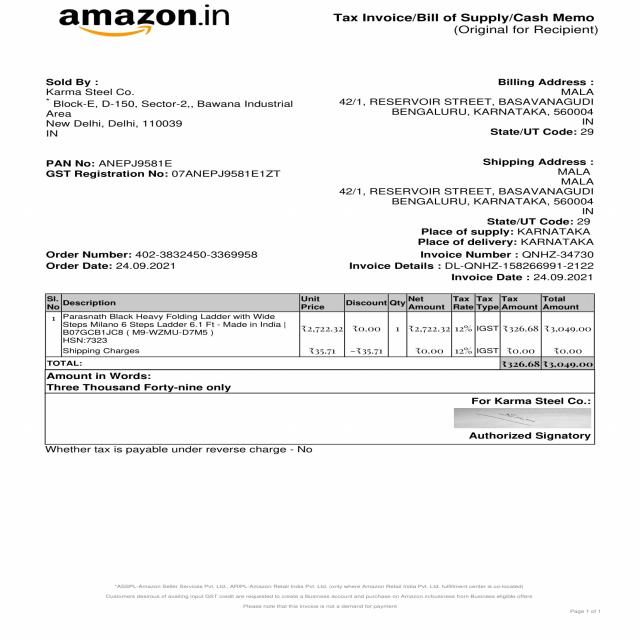 amazon.in
Tax Invoice/Bill of Supply/Cash Memo
(Original for Recipient)
Sold By :
Karma Steel Co.
* Block-E, D-150, Sector-2,, Bawana Industrial
Area
New Delhi, Delhi, 110039
IN
Billing Address :
MALA
42/1, RESERVOIR STREET, BASAVANAGUDI
BENGALURU, KARNATAKA, 560004
IN
State/UT Code: 29
PAN No: ANEPJ9581E
GST Registration No: 07ANEPJ9581E1ZT
Shipping Address :
MALA
MALA
42/1, RESERVOIR STREET, BASAVANAGUDI
BENGALURU, KARNATAKA, 560004
IN
State/UT Code: 29
Place of supply: KARNATAKA
Place of delivery: KARNATAKA
Order Number: 402-3832450-3369958
Order Date: 24.09.2021
Invoice Number : QNHZ-34730
Invoice Details : DL-QNHZ-158266991-2122
Invoice Date : 24.09.2021
Sl. No Description Unit Price Discount Qty Net Amount Tax Rate Tax Type Tax Amount Total Amount
1 Parasnath Black Heavy Folding Ladder with Wide
Steps Milano 6 Steps Ladder 6.1 Ft - Made in India | ₹2,722.32 ₹0.00 1 ₹2,722.32 12% IGST ₹326.68 ₹3,049.00
B07GCB1JC8 ( M9-WZMU-D7M5 )
HSN:7323
Shipping Charges ₹35.71 -₹35.71 ₹0.00 12% IGST ₹0.00 ₹0.00
TOTAL: ₹326.68 ₹3,049.00
Amount in Words:
Three Thousand Forty-nine only
For Karma Steel Co.:
Authorized Signatory
Whether tax is payable under reverse charge - No
*ASSPL-Amazon Seller Services Pvt. Ltd., ARIPL-Amazon Retail India Pvt. Ltd. (only where Amazon Retail India Pvt. Ltd. fulfillment center is co-located)
Customers desirous of availing input GST credit are requested to create a Business account and purchase on Amazon.in/business from Business eligible offers
Please note that this invoice is not a demand for payment
Page 1 of 1